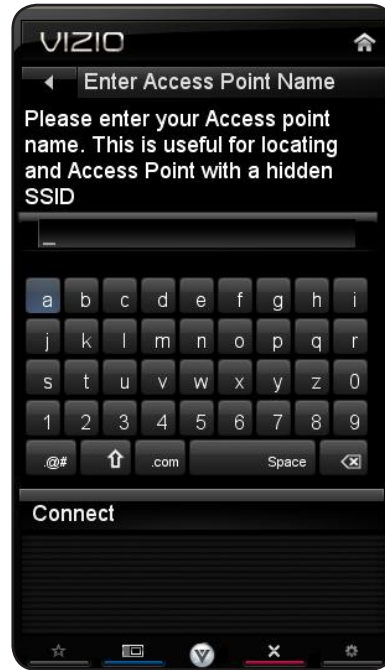 VIZIO
Enter Access Point Name
Please enter your Access point
name. This is useful for locating
and Access Point with a hidden
SSID
_
a b c d e f g h i
j k l m n o p q r
s t u v w x y z 0
1 2 3 4 5 6 7 8 9
.@# .com Space
Connect
V